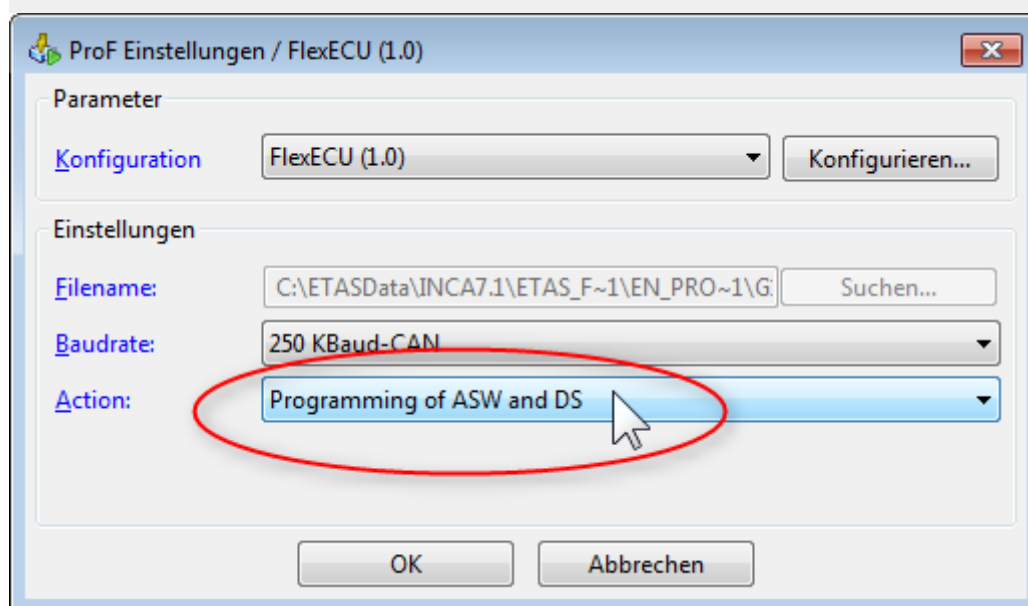 ProF Einstellungen / FlexECU (1.0)
Parameter
Konfiguration FlexECU (1.0) Konfigurieren...
Einstellungen
Filename: C:\ETASData\INCA7.1\ETAS_F~1\EN_PRO~1\G Suchen...
Baudrate: 250 KBaud-CAN
Action: Programming of ASW and DS
OK Abbrechen